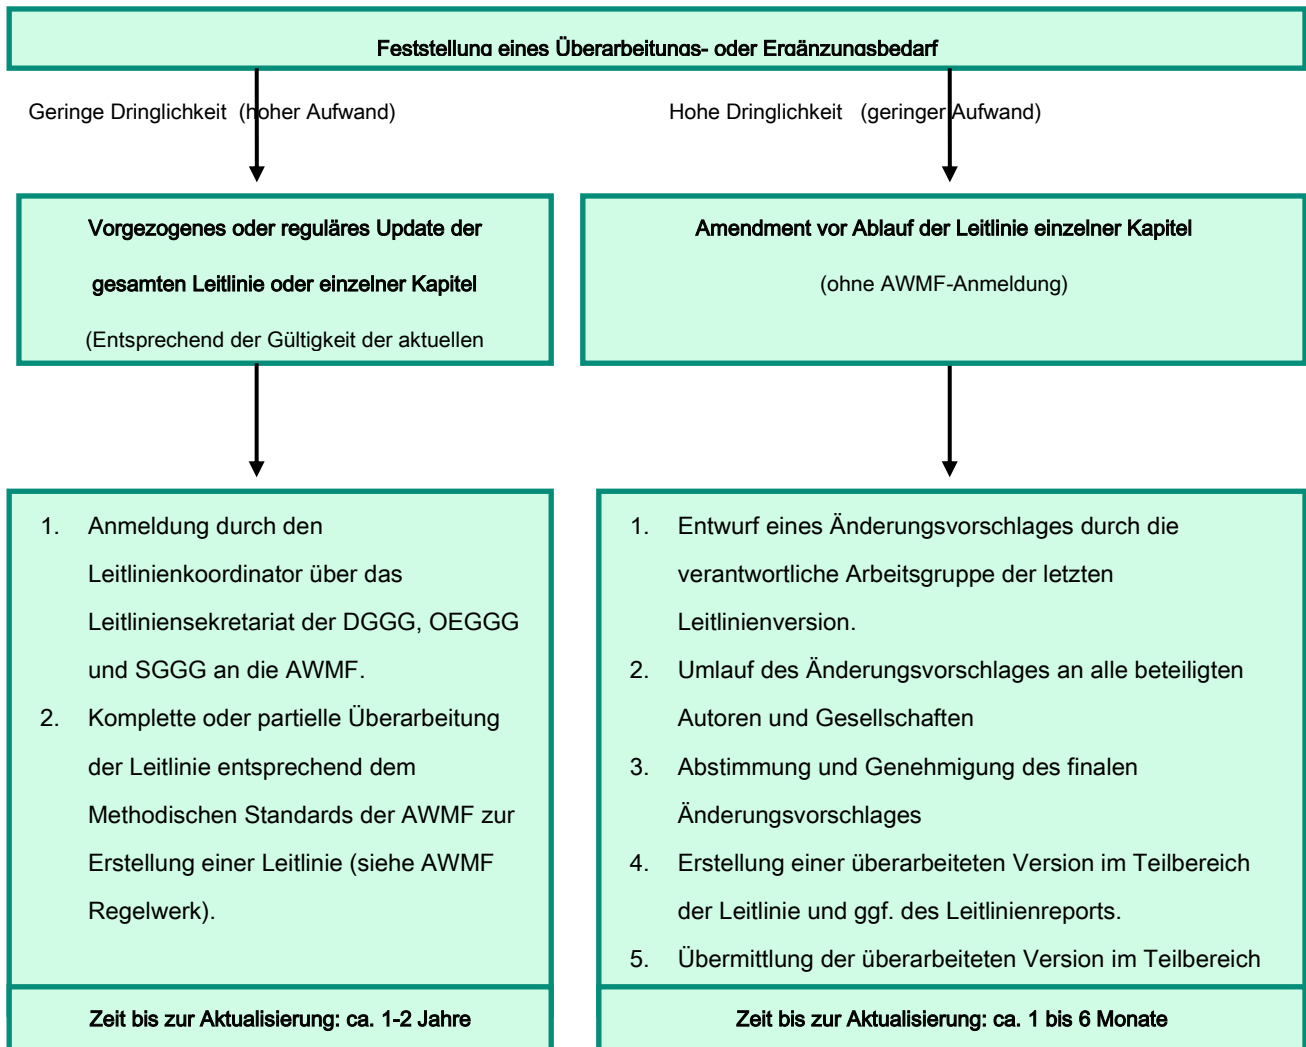 Feststellung eines Überarbeitungs- oder Ergänzungsbedarf
Geringe Dringlichkeit (hoher Aufwand)
Hohe Dringlichkeit (geringer Aufwand)
Vorgezogenes oder reguläres Update der
gesamten Leitlinie oder einzelner Kapitel
(Entsprechend der Gültigkeit der aktuellen
Amendment vor Ablauf der Leitlinie einzelner Kapitel
(ohne AWMF-Anmeldung)
1. Anmeldung durch den
Leitlinienkoordinator über das
Leitliniensekretariat der DGGG, OEGGG
und SGGG an die AWMF.
2. Komplette oder partielle Überarbeitung
der Leitlinie entsprechend dem
Methodischen Standards der AWMF zur
Erstellung einer Leitlinie (siehe AWMF
Regelwerk).
Zeit bis zur Aktualisierung: ca. 1-2 Jahre
1. Entwurf eines Änderungsvorschlages durch die
verantwortliche Arbeitsgruppe der letzten
Leitlinienversion.
2. Umlauf des Änderungsvorschlages an alle beteiligten
Autoren und Gesellschaften
3. Abstimmung und Genehmigung des finalen
Änderungsvorschlages
4. Erstellung einer überarbeiteten Version im Teilbereich
der Leitlinie und ggf. des Leitlinienreports.
5. Übermittlung der überarbeiteten Version im Teilbereich
Zeit bis zur Aktualisierung: ca. 1 bis 6 Monate